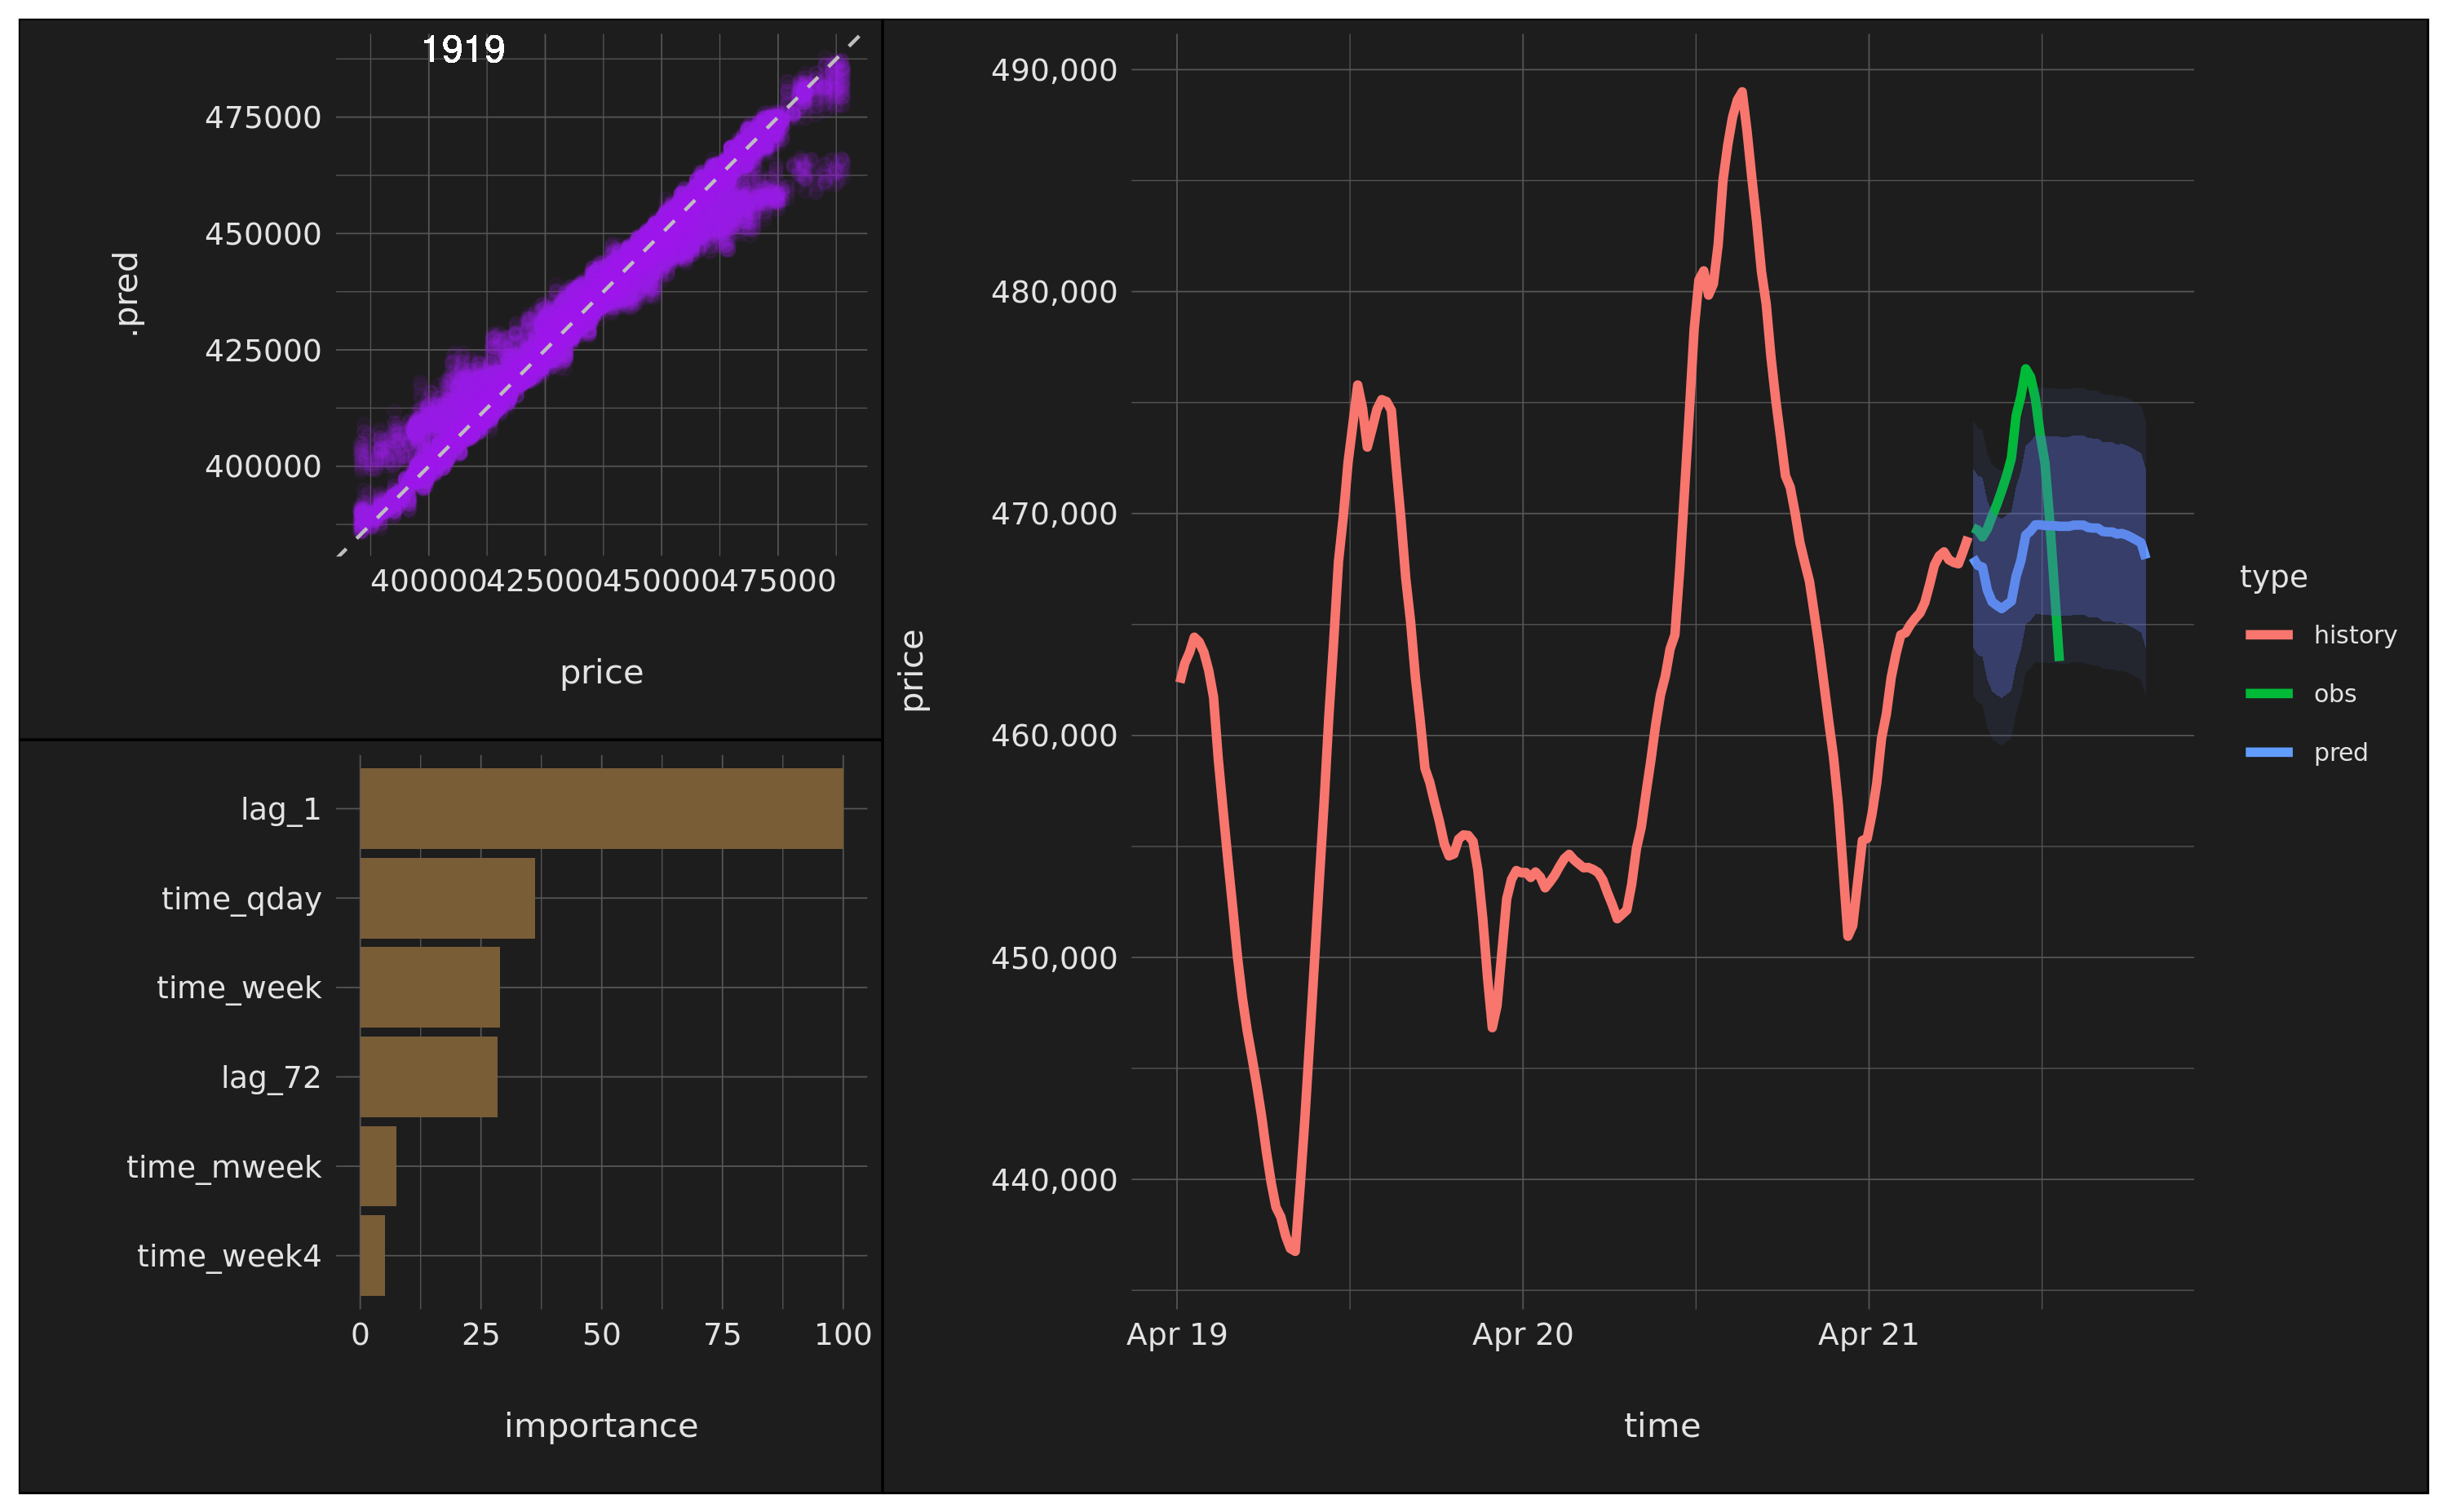 1919
475000
450000
425000
400000
.pred
400000425000450000475000
price
lag_1
time_qday
time_week
lag_72
time_mweek
time_week4
0 25 50 75 100
importance
490,000
480,000
470,000
460,000
450,000
440,000
price
Apr 19 Apr 20 Apr 21
time
type
history
obs
pred